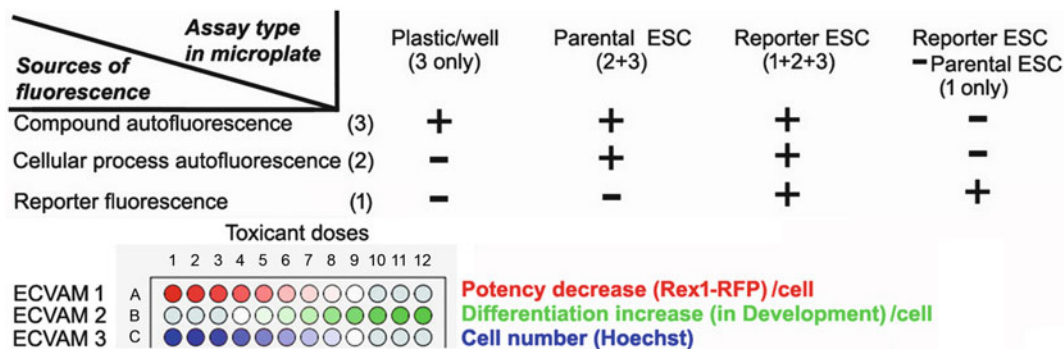 Assay type
in microplate
Sources of
fluorescence
Plastic/well
(3 only)
Parental ESC
(2+3)
Reporter ESC
(1+2+3)
Reporter ESC
-Parental ESC
(1 only)
Compound autofluorescence (3) + + + -
Cellular process autofluorescence (2) - + + -
Reporter fluorescence (1) - - + +
Toxicant doses
1 2 3 4 5 6 7 8 9 10 11 12
ECVAM 1 A Potency decrease (Rex1-RFP) /cell
ECVAM 2 B Differentiation increase (in Development) /cell
ECVAM 3 C Cell number (Hoechst)